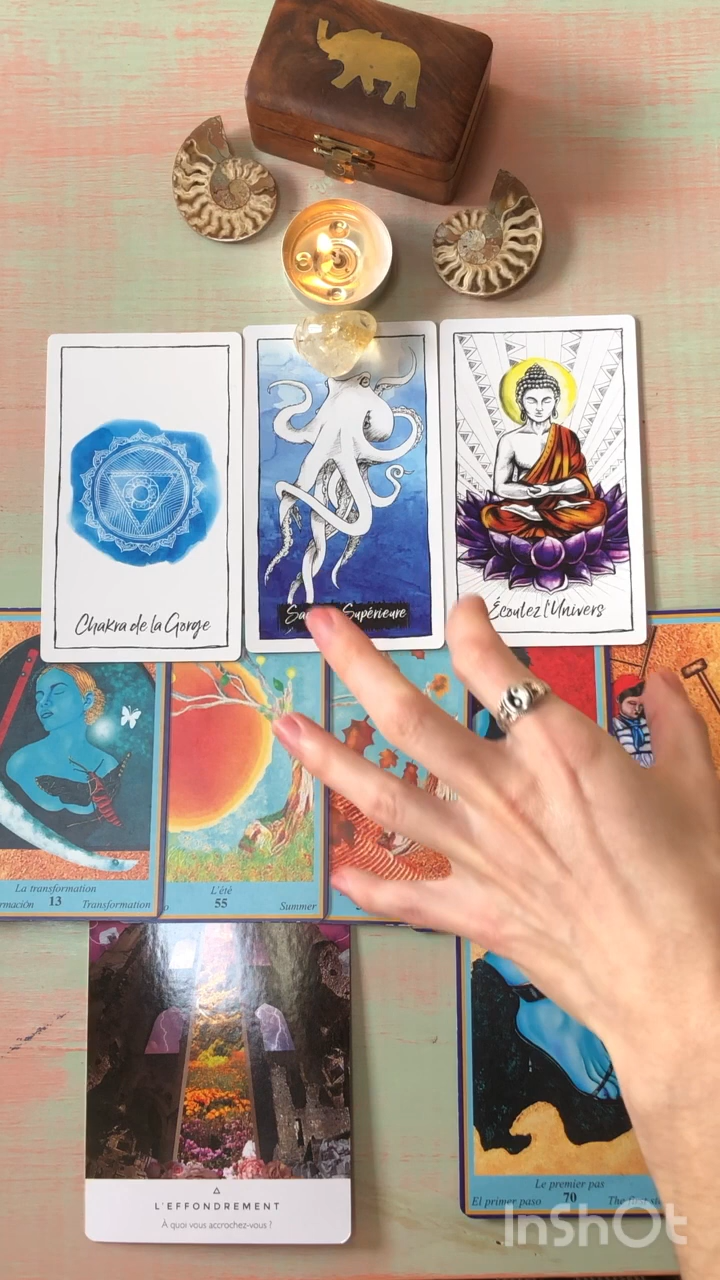 Chakra de la Gorge
Supérieure
Écoutez l'Univers
La transformation
13 Transformation
L'été
55 Summer
L'EFFONDREMENT
À quoi vous accrochez-vous ?
Le premier pas
El primer paso 70
InShOt